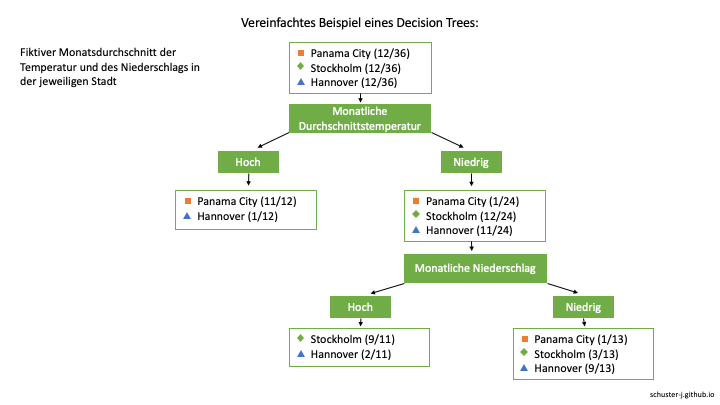 Vereinfachtes Beispiel eines Decision Trees:
Fiktiver Monatsdurchschnitt der
Temperatur und des Niederschlags in
der jeweiligen Stadt
Panama City (12/36)
Stockholm (12/36)
Hannover (12/36)
Monatliche
Durchschnittstemperatur
Hoch
Niedrig
Panama City (11/12)
Hannover (1/12)
Panama City (1/24)
Stockholm (12/24)
Hannover (11/24)
Monatliche Niederschlag
Hoch
Niedrig
Stockholm (9/11)
Hannover (2/11)
Panama City (1/13)
Stockholm (3/13)
Hannover (9/13)
schuster-j.github.io